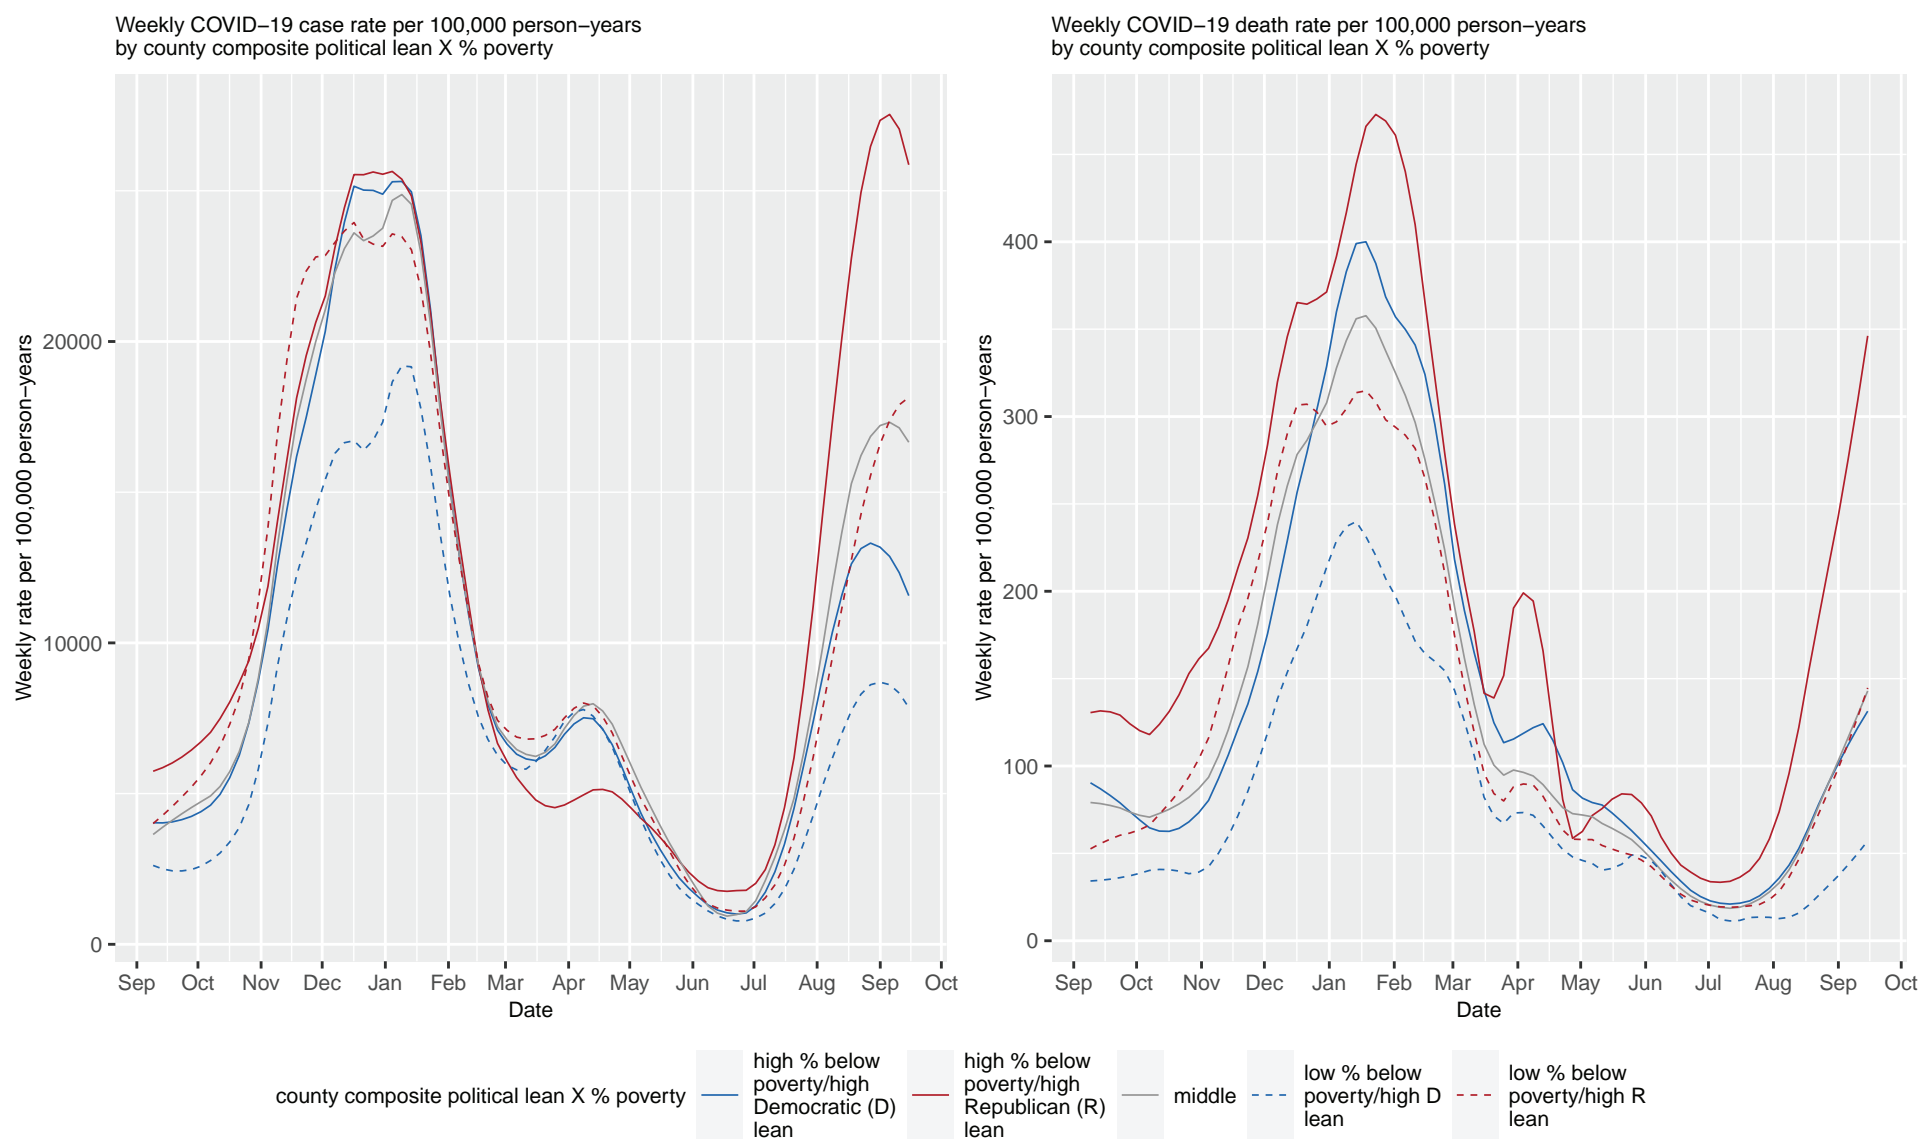 Weekly COVID−19 case rate per 100,000 person−years
by county composite political lean X % poverty
Weekly rate per 100,000 person−years
20000
10000
0
Sep Oct Nov Dec Jan Feb Mar Apr May Jun Jul Aug Sep Oct
Date
Weekly COVID−19 death rate per 100,000 person−years
by county composite political lean X % poverty
Weekly rate per 100,000 person−years
400
300
200
100
0
Sep Oct Nov Dec Jan Feb Mar Apr May Jun Jul Aug Sep Oct
Date
county composite political lean X % poverty
high % below
poverty/high
Democratic (D)
lean
high % below
poverty/high
Republican (R)
lean
middle
low % below
poverty/high D
lean
low % below
poverty/high R
lean